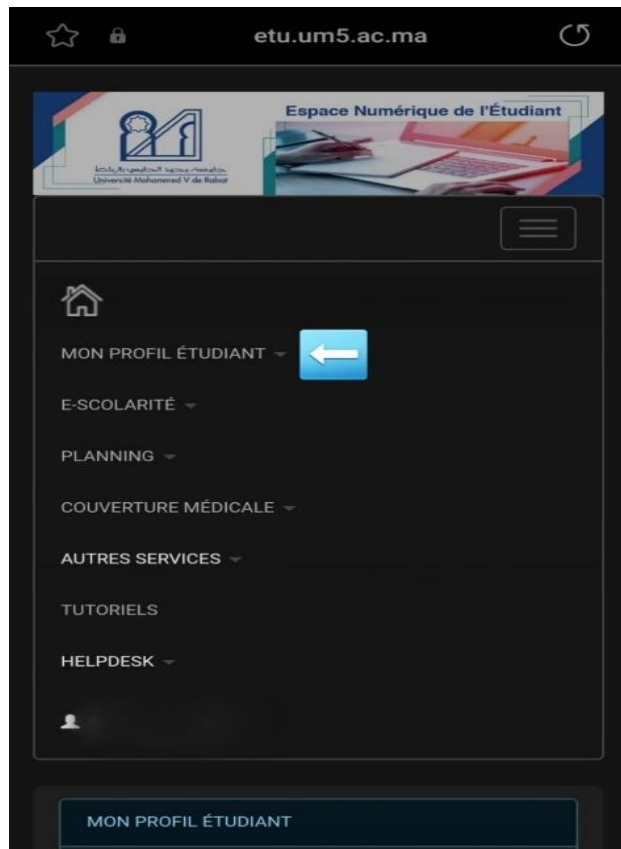 etu.um5.ac.ma
Espace Numérique de l'Étudiant
Université Mohammed V de Rabat
MON PROFIL ÉTUDIANT
E-SCOLARITÉ
PLANNING
COUVERTURE MÉDICALE
AUTRES SERVICES
TUTORIELS
HELPDESK
MON PROFIL ÉTUDIANT